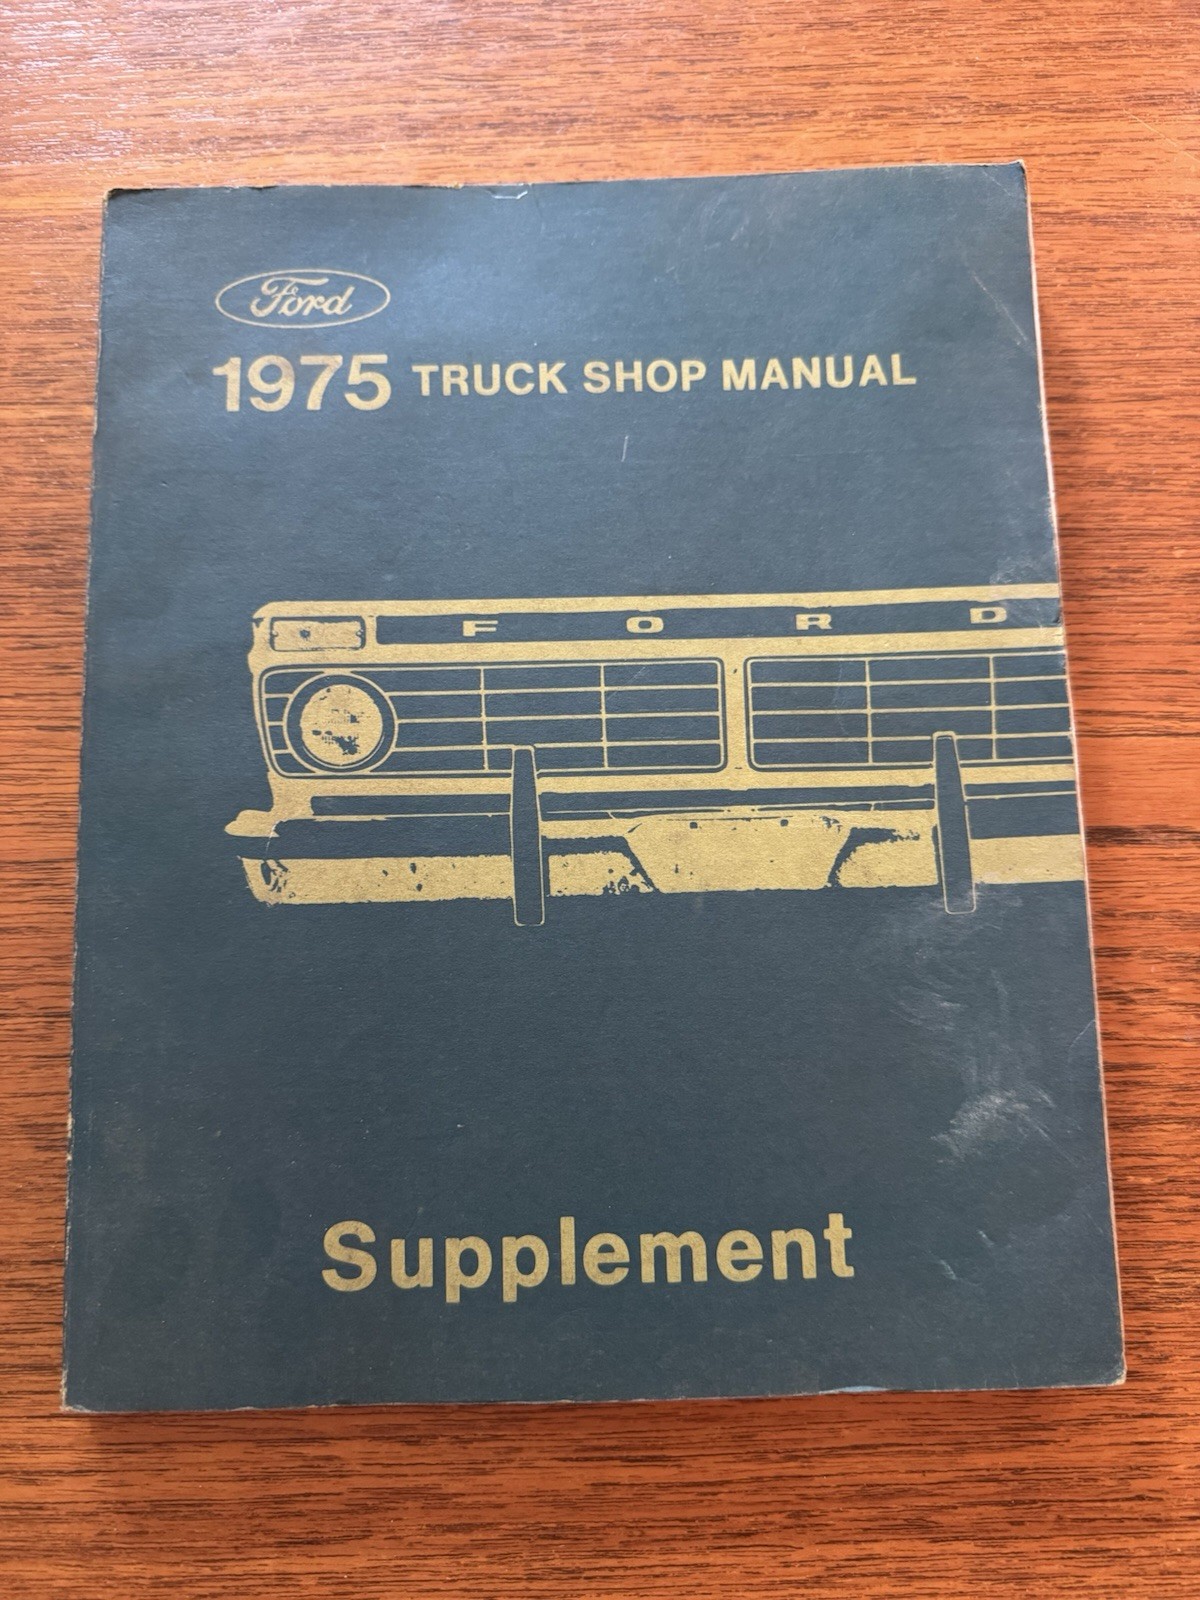 Ford
1975 TRUCK SHOP MANUAL
FORD
Supplement